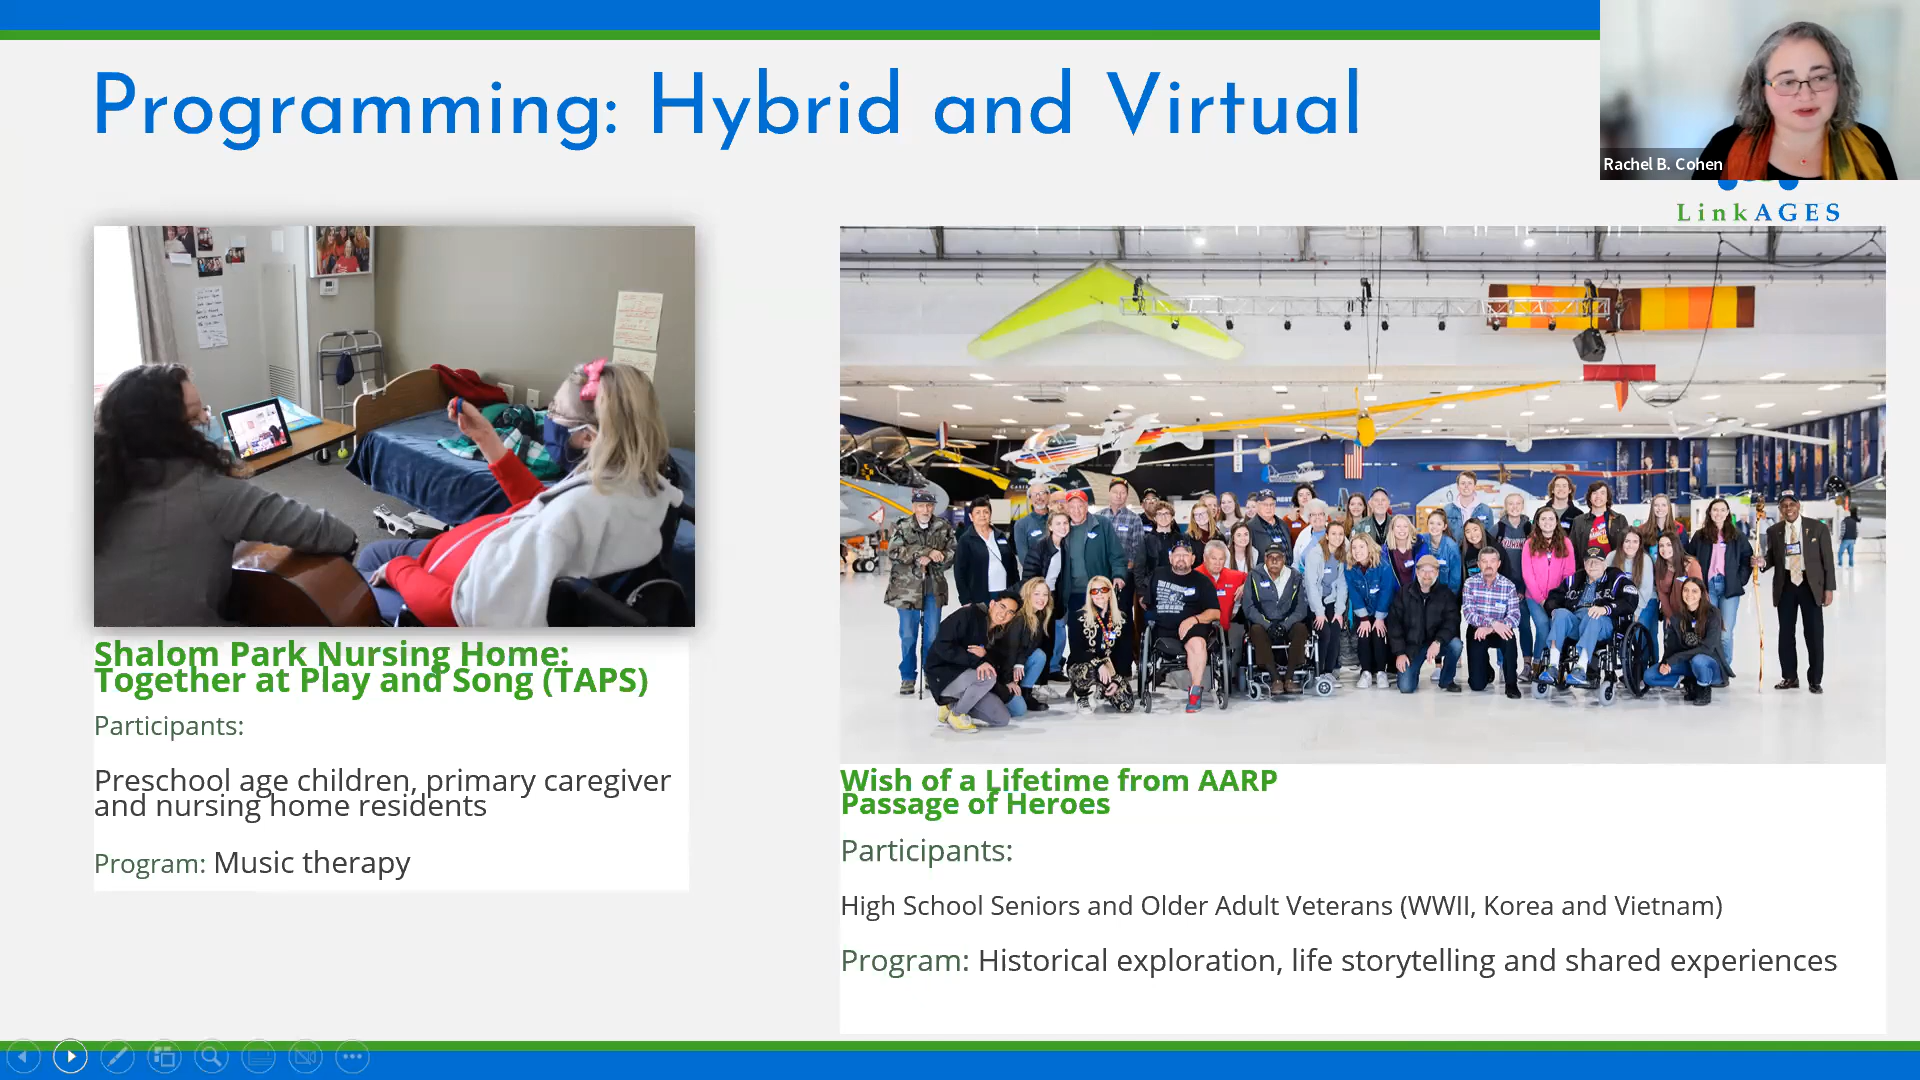 Programming: Hybrid and Virtual
Rachel B. Cohen
LinkAGES
Shalom Park Nursing Home:
Together at Play and Song (TAPS)
Participants:
Preschool age children, primary caregiver
and nursing home residents
Program: Music therapy
Wish of a Lifetime from AARP
Passage of Heroes
Participants:
High School Seniors and Older Adult Veterans (WWII, Korea and Vietnam)
Program: Historical exploration, life storytelling and shared experiences